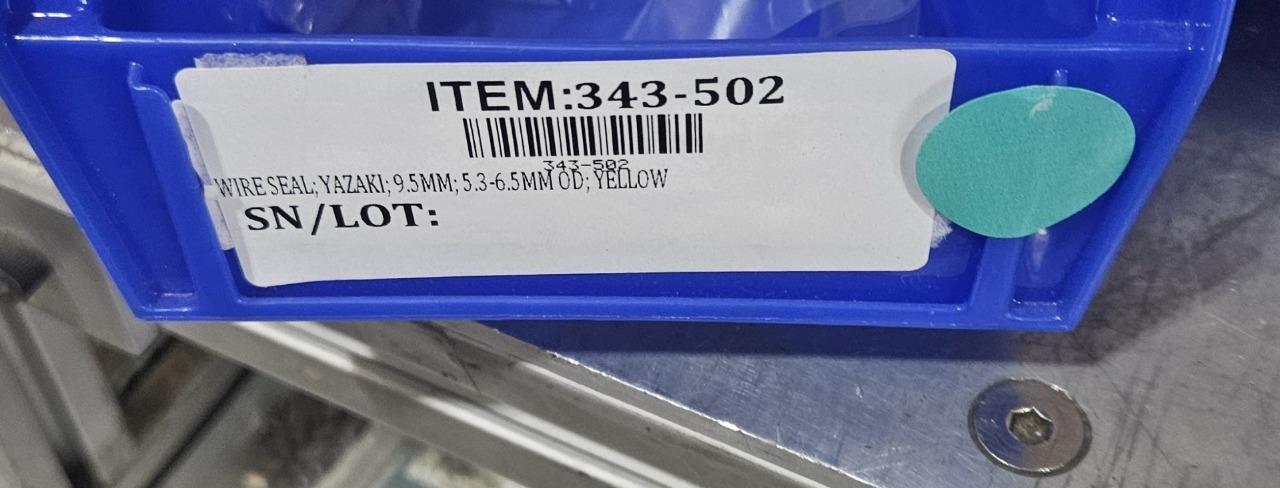 ITEM:343-502
343-502
WIRE SEAL; YAZAKI; 9.5MM; 5.3-6.5MM OD; YELLOW
SN/LOT: